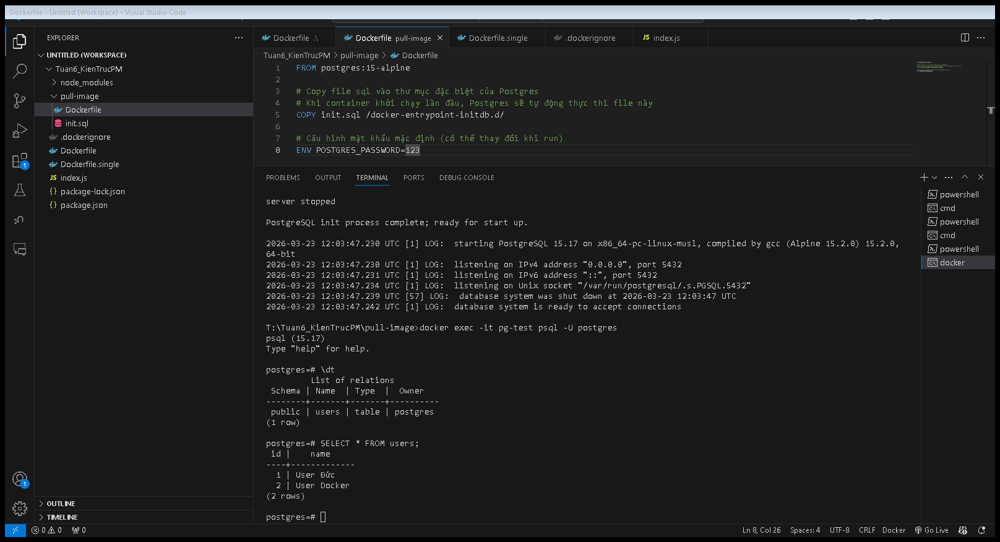 Dockerfile - Untitled (Workspace) - Visual Studio Code
EXPLORER
UNTITLED (WORKSPACE)
Tuan6_KienTrucPM
node_modules
pull-image
Dockerfile
init.sql
.dockerignore
Dockerfile
Dockerfile.single
index.js
package-lock.json
package.json
OUTLINE
TIMELINE
1
1
Dockerfile .\
Dockerfile pull-image
Dockerfile.single
.dockerignore
JS index.js
Tuan6_KienTrucPM > pull-image > Dockerfile
1 FROM postgres:15-alpine
2
3 # Copy file sql vào thư mục đặc biệt của Postgres
4 # Khi container khởi chạy lần đầu, Postgres sẽ tự động thực thi file này
5 COPY init.sql /docker-entrypoint-initdb.d/
6
7 # Cấu hình mật khẩu mặc định (có thể thay đổi khi run)
8 ENV POSTGRES_PASSWORD=123
PROBLEMS OUTPUT TERMINAL PORTS DEBUG CONSOLE
server stopped
PostgreSQL init process complete; ready for start up.
2026-03-23 12:03:47.230 UTC [1] LOG:  starting PostgreSQL 15.17 on x86_64-pc-linux-musl, compiled by gcc (Alpine 15.2.0) 15.2.0,
64-bit
2026-03-23 12:03:47.230 UTC [1] LOG:  listening on IPv4 address "0.0.0.0", port 5432
2026-03-23 12:03:47.231 UTC [1] LOG:  listening on IPv6 address "::", port 5432
2026-03-23 12:03:47.234 UTC [1] LOG:  listening on Unix socket "/var/run/postgresql/.s.PGSQL.5432"
2026-03-23 12:03:47.239 UTC [57] LOG:  database system was shut down at 2026-03-23 12:03:47 UTC
2026-03-23 12:03:47.242 UTC [1] LOG:  database system is ready to accept connections
T:\Tuan6_KienTrucPM\pull-image>docker exec -it pg-test psql -U postgres
psql (15.17)
Type "help" for help.
postgres=# \dt
List of relations
Schema | Name  | Type  |  Owner
--------+-------+-------+----------
public | users | table | postgres
(1 row)
postgres=# SELECT * FROM users;
id |    name
----+-------------
1 | User Đức
2 | User Docker
(2 rows)
postgres=#
powershell
cmd
powershell
cmd
powershell
docker
0 0 0
Ln 8, Col 26 Spaces: 4 UTF-8 CRLF Docker Go Live